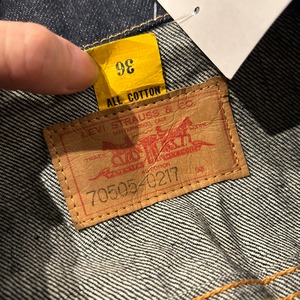 36
ALL COTTON
LEVI STRAUSS & CO.
70505-0217